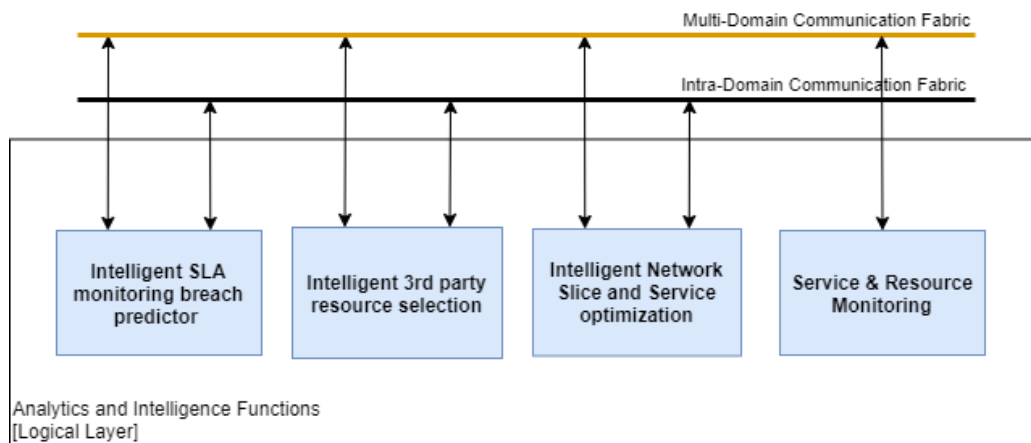 Multi-Domain Communication Fabric
Intra-Domain Communication Fabric
Intelligent SLA
monitoring breach
predictor
Intelligent 3rd party
resource selection
Intelligent Network
Slice and Service
optimization
Service & Resource
Monitoring
Analytics and Intelligence Functions
[Logical Layer]